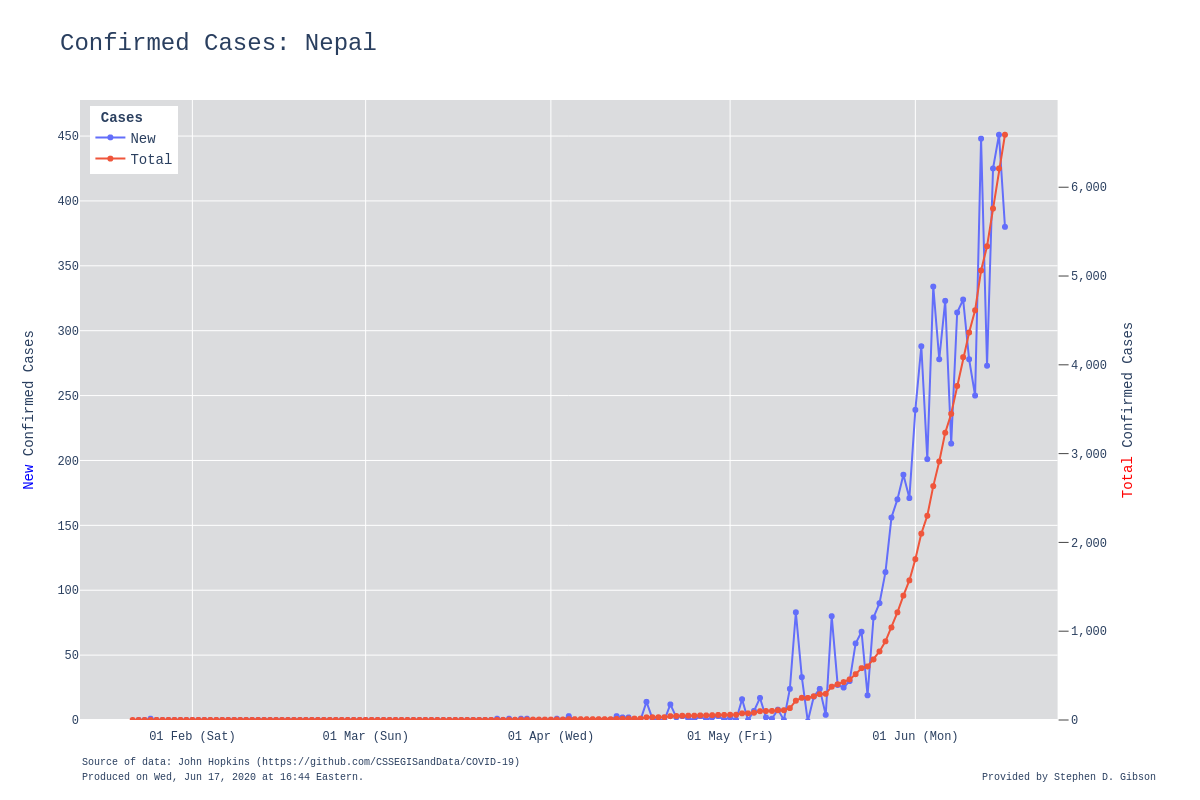 Confirmed Cases: Nepal
Cases
New
Total
450
400
350
300
250
200
150
100
50
0
New Confirmed Cases
6,000
5,000
4,000
3,000
2,000
1,000
0
Total Confirmed Cases
01 Feb (Sat) 01 Mar (Sun) 01 Apr (Wed) 01 May (Fri) 01 Jun (Mon)
Source of data: John Hopkins (https://github.com/CSSEGISandData/COVID-19)
Produced on Wed, Jun 17, 2020 at 16:44 Eastern.
Provided by Stephen D. Gibson